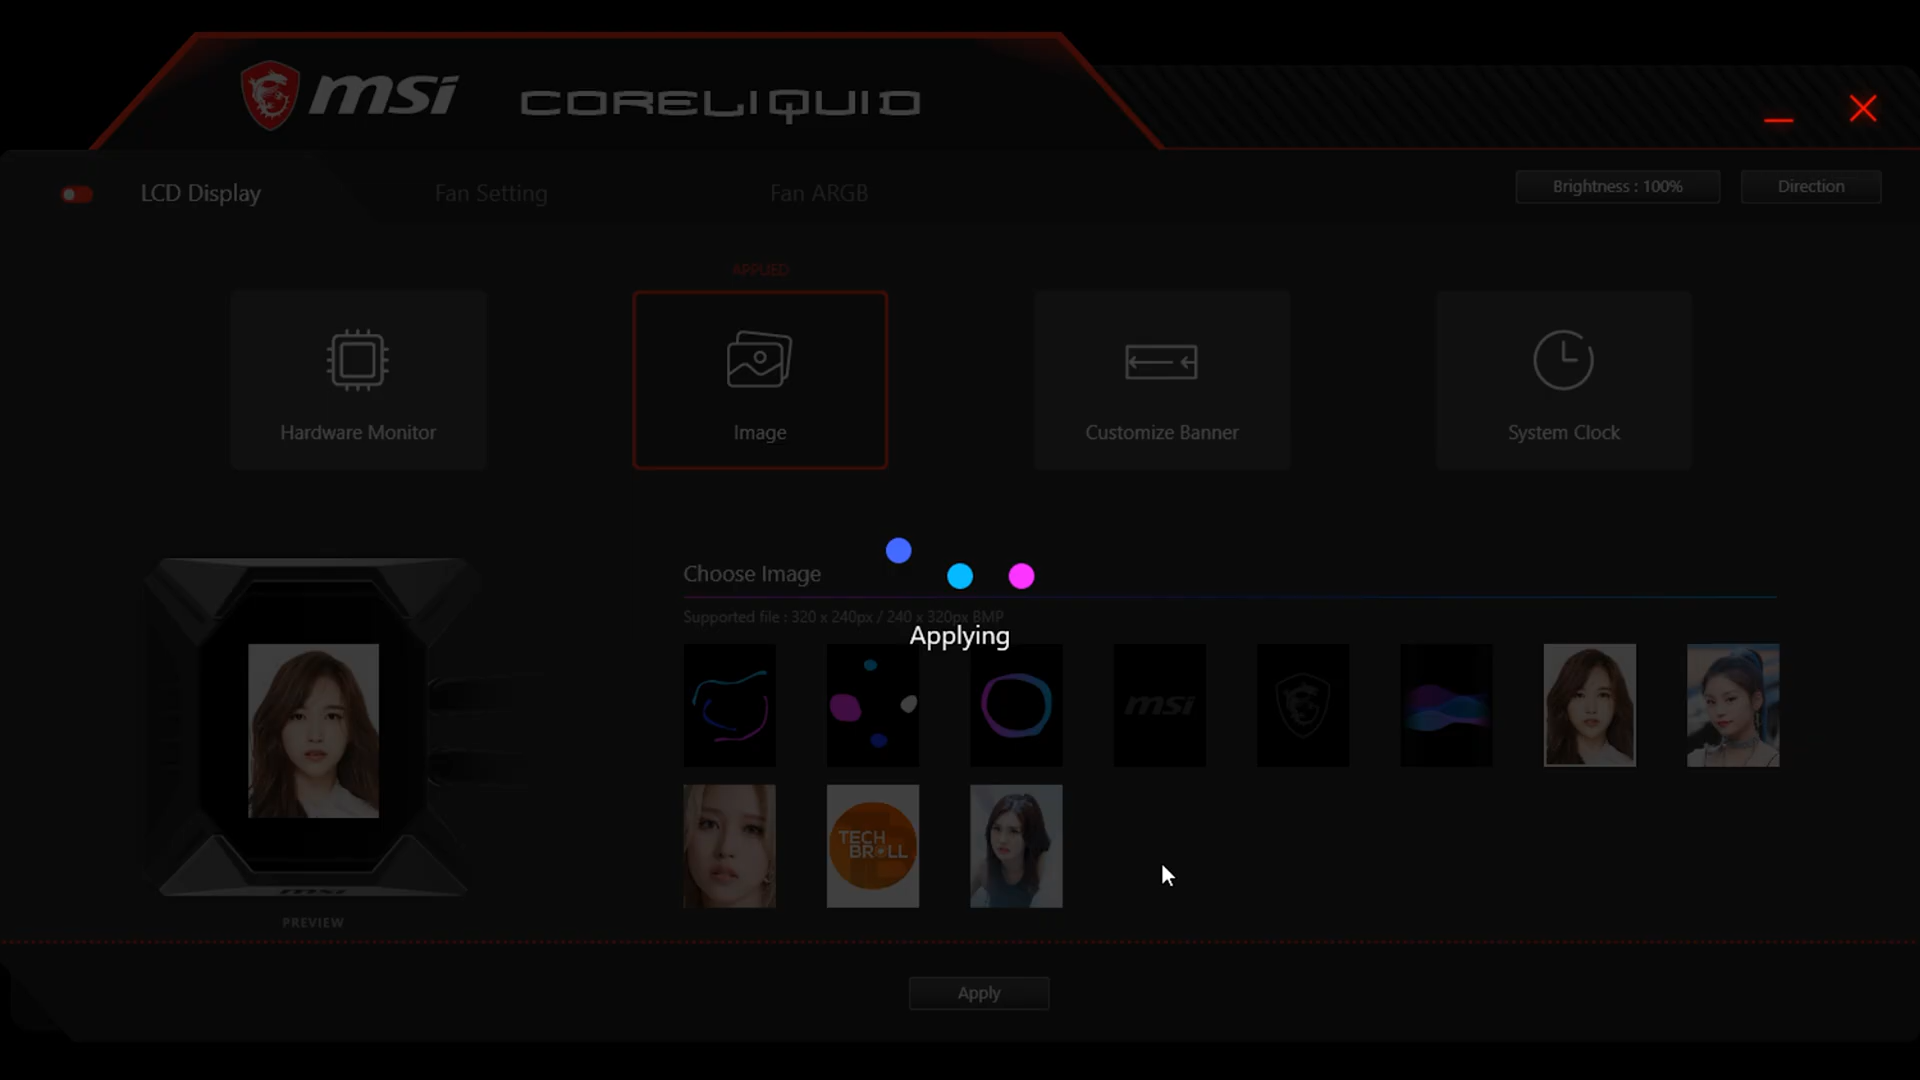 msi CORELIQUID
LCD Display
Fan Setting
Fan ARGB
Brightness : 100%
Direction
APPLIED
Hardware Monitor
Image
Customize Banner
System Clock
Choose Image
Supported file : 320 x 240px / 240 x 320px BMP
Applying
msi
TECH
BROLL
msi
PREVIEW
Apply